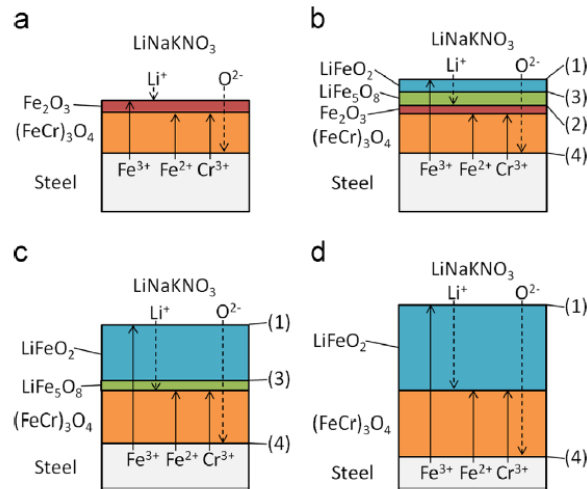 a
LiNaKNO₃
Li⁺ O²⁻
Fe₂O₃
(FeCr)₃O₄
Steel
Fe³⁺ Fe²⁺ Cr³⁺
b
LiNaKNO₃
Li⁺ O²⁻
(1)
LiFeO₂
(3)
LiFe₅O₈
(2)
Fe₂O₃
(FeCr)₃O₄
(4)
Steel
Fe³⁺ Fe²⁺ Cr³⁺
c
LiNaKNO₃
Li⁺ O²⁻
(1)
LiFeO₂
(3)
LiFe₅O₈
(FeCr)₃O₄
(4)
Steel
Fe³⁺ Fe²⁺ Cr³⁺
d
LiNaKNO₃
Li⁺ O²⁻
(1)
LiFeO₂
(FeCr)₃O₄
(4)
Steel
Fe³⁺ Fe²⁺ Cr³⁺